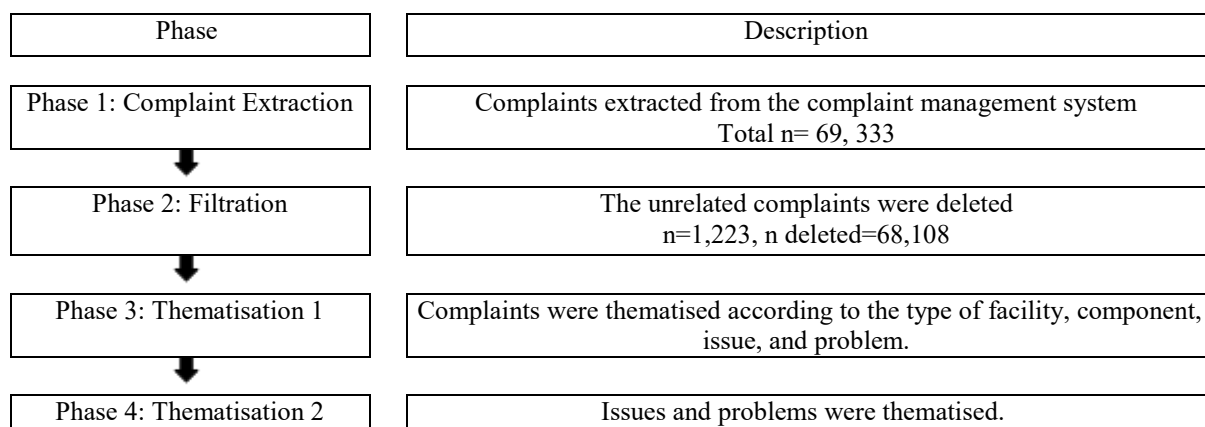 Phase
Description
Phase 1: Complaint Extraction
Complaints extracted from the complaint management system
Total n= 69, 333
Phase 2: Filtration
The unrelated complaints were deleted
n=1,223, n deleted=68,108
Phase 3: Thematisation 1
Complaints were thematised according to the type of facility, component,
issue, and problem.
Phase 4: Thematisation 2
Issues and problems were thematised.